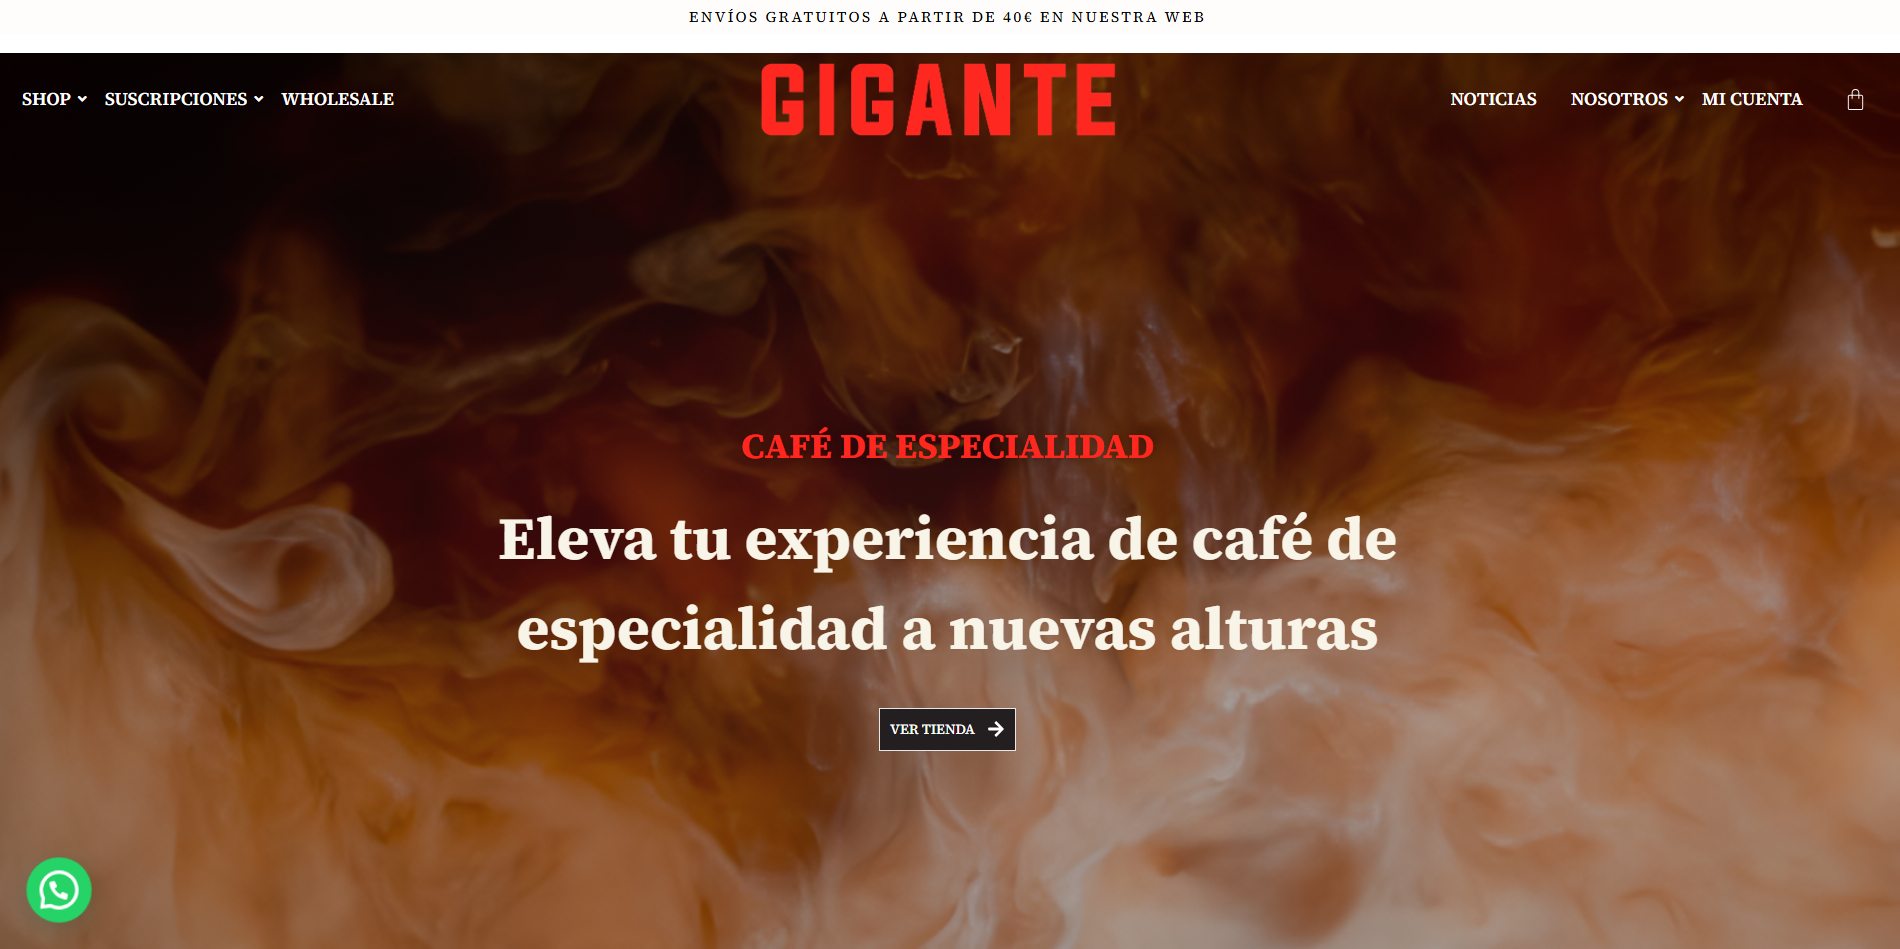 ENVÍOS GRATUITOS A PARTIR DE 40€ EN NUESTRA WEB
SHOP SUSCRIPCIONES WHOLESALE
GIGANTE
NOTICIAS NOSOTROS MI CUENTA
CAFÉ DE ESPECIALIDAD
Eleva tu experiencia de café de
especialidad a nuevas alturas
VER TIENDA